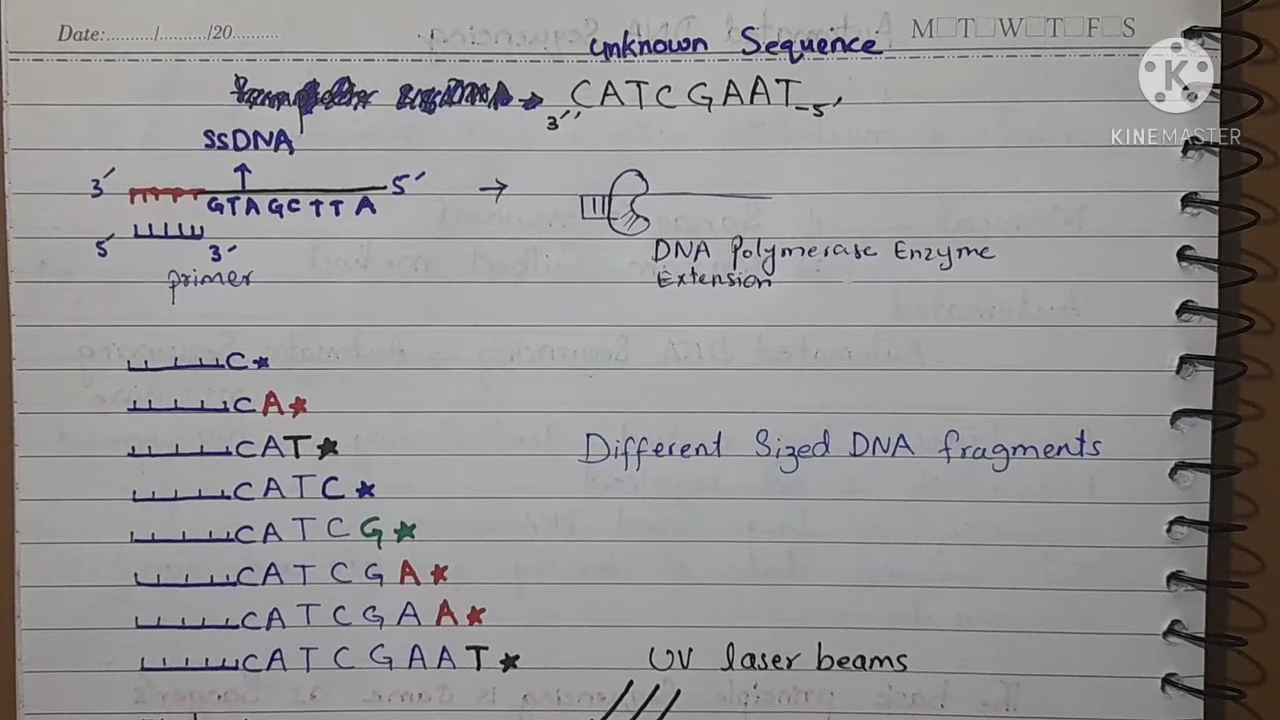 Date:........../........../20..........
M T W T F S
unknown Sequence
3'' CATCGAAT-5'
KINEMASTER
SSDNA
3' 5' →
GTAGCTTA
5' 3'
primer
DNA Polymerase Enzyme
Extension
C*
CA*
CAT*
Different Sized DNA fragments
CATC*
CATCG*
CATCGA*
CATCGAA*
CATCGAAT*
UV laser beams